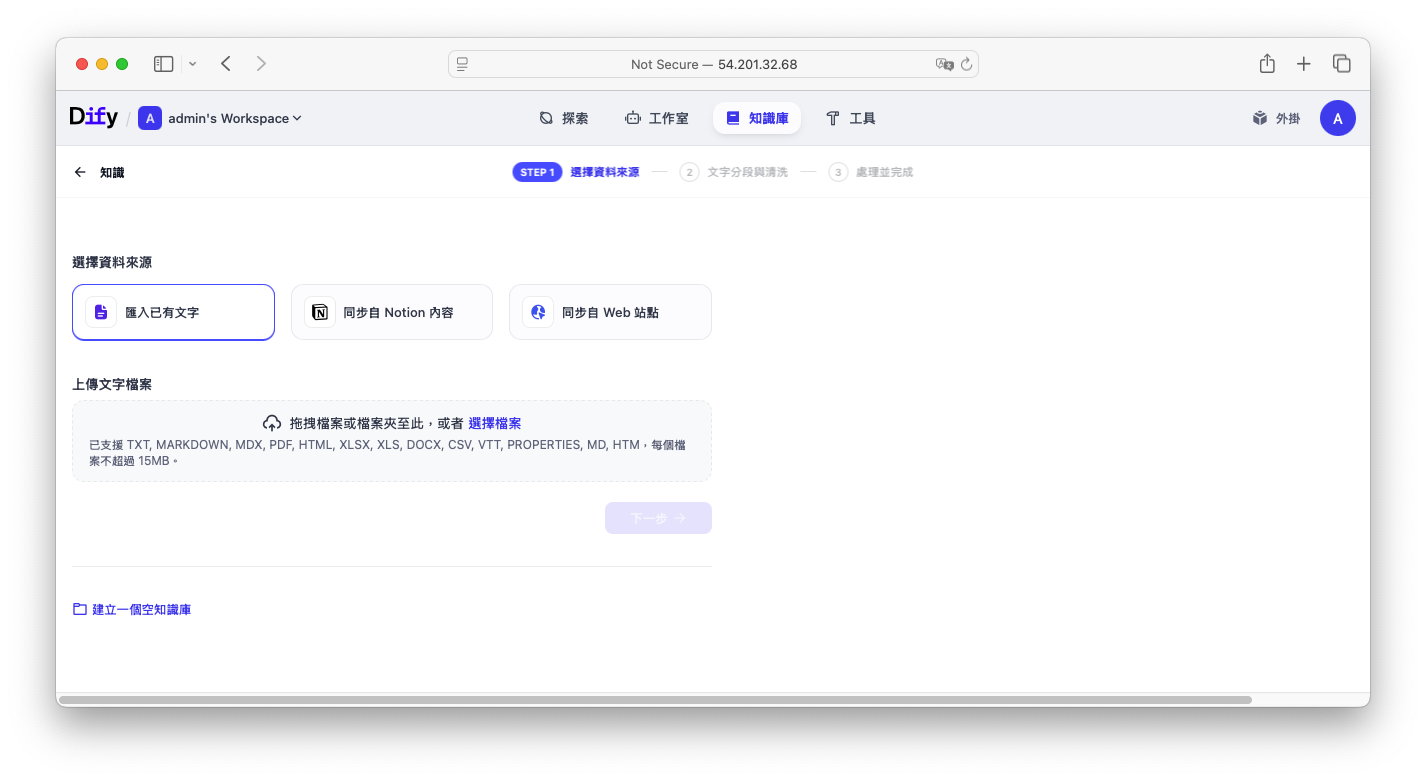 Not Secure — 54.201.32.68
Dify / A admin's Workspace 探索 工作室 知識庫 工具 外掛 A
知識 STEP 1 選擇資料來源 2 文字分段與清洗 3 處理並完成
選擇資料來源
匯入已有文字 同步自 Notion 內容 同步自 Web 站點
上傳文字檔案
拖拽檔案或檔案夾至此，或者 選擇檔案
已支援 TXT, MARKDOWN, MDX, PDF, HTML, XLSX, XLS, DOCX, CSV, VTT, PROPERTIES, MD, HTM，每個檔
案不超過 15MB。
下一步
建立一個空知識庫